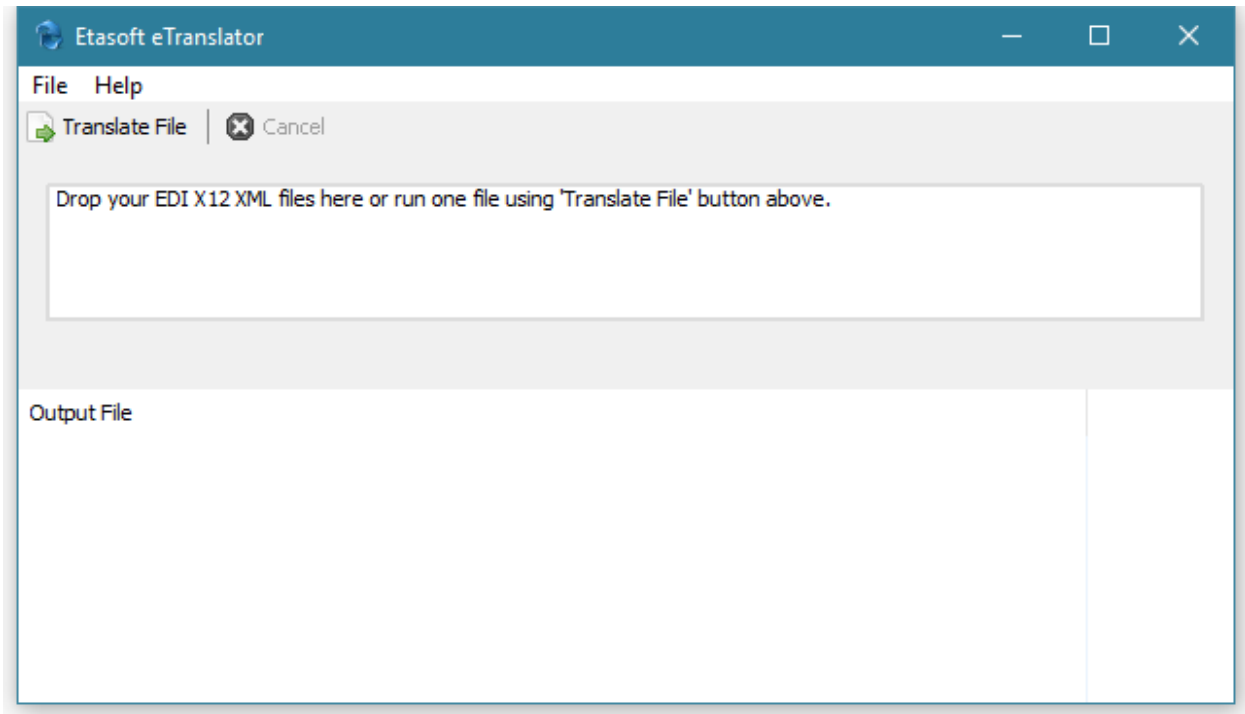 Etasoft eTranslator
File Help
Translate File Cancel
Drop your EDI X12 XML files here or run one file using 'Translate File' button above.
Output File